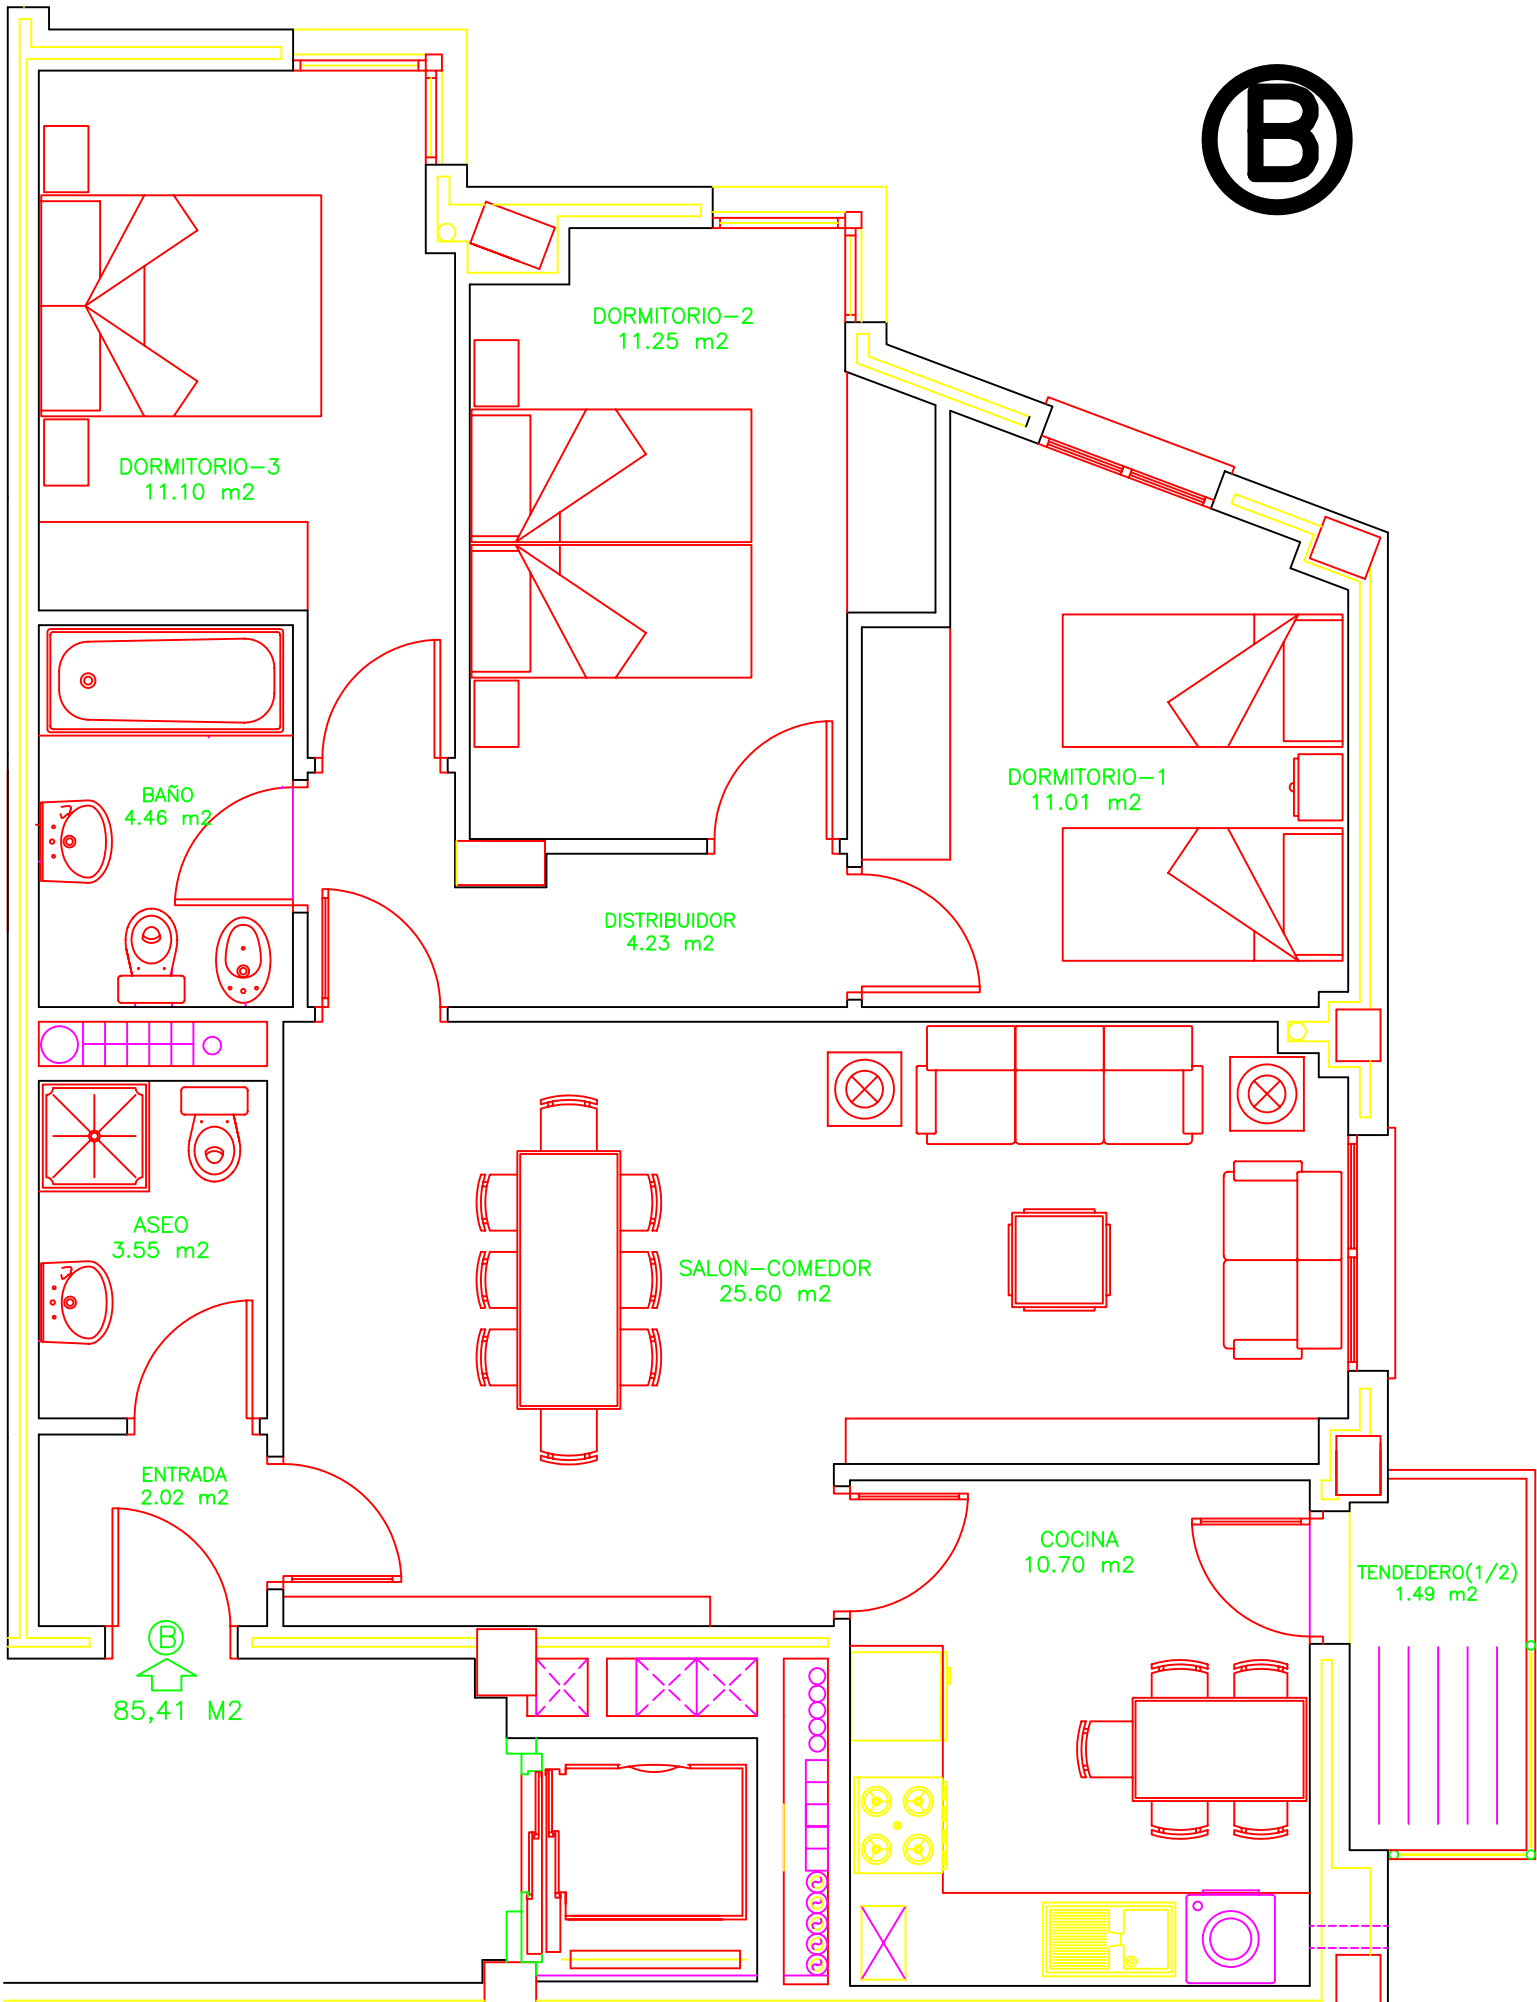 B
DORMITORIO-2
11.25 m2
DORMITORIO-3
11.10 m2
DORMITORIO-1
11.01 m2
BAÑO
4.46 m2
DISTRIBUIDOR
4.23 m2
ASEO
3.55 m2
SALON-COMEDOR
25.60 m2
ENTRADA
2.02 m2
COCINA
10.70 m2
TENDEDERO(1/2)
1.49 m2
B
85,41 M2